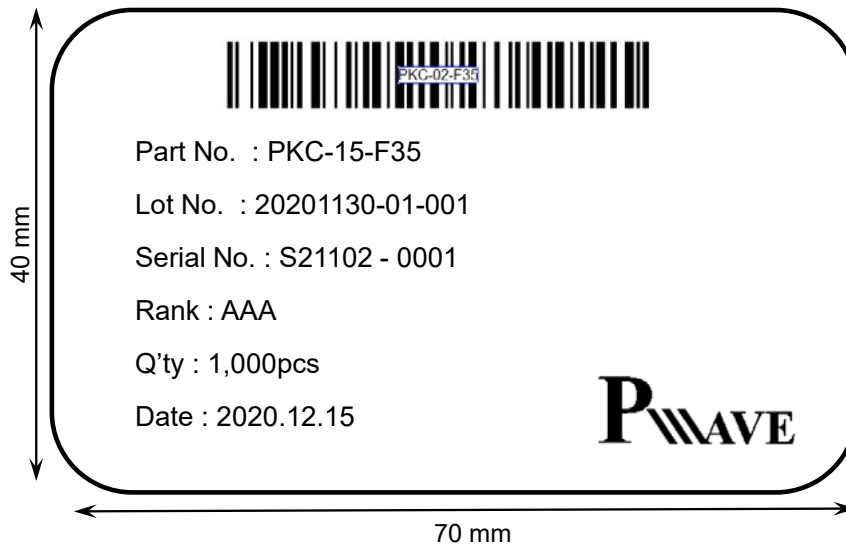 PKC-02-F35
Part No. : PKC-15-F35
Lot No. : 20201130-01-001
Serial No. : S21102 - 0001
Rank : AAA
Q’ty : 1,000pcs
Date : 2020.12.15
PWAVE
40 mm
70 mm